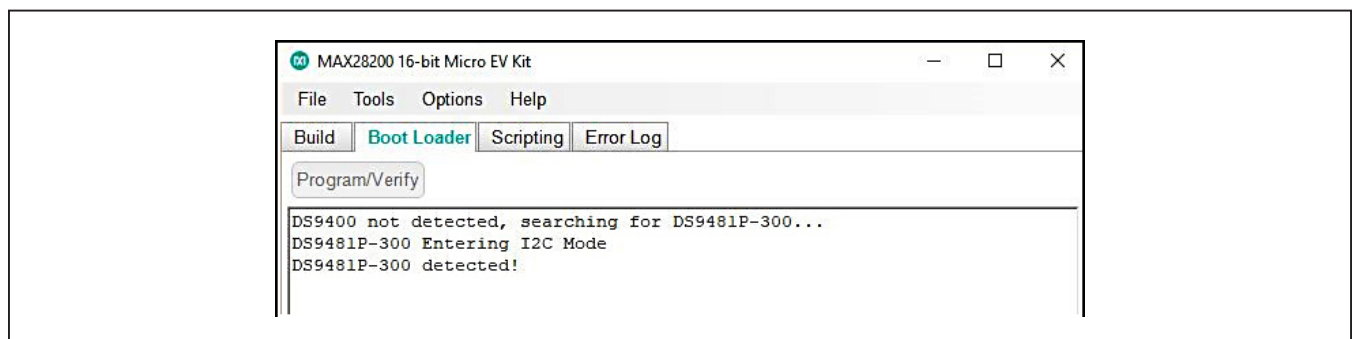 MAX28200 16-bit Micro EV Kit
File Tools Options Help
Build Boot Loader Scripting Error Log
Program/Verify
DS9400 not detected, searching for DS9481P-300...
DS9481P-300 Entering I2C Mode
DS9481P-300 detected!